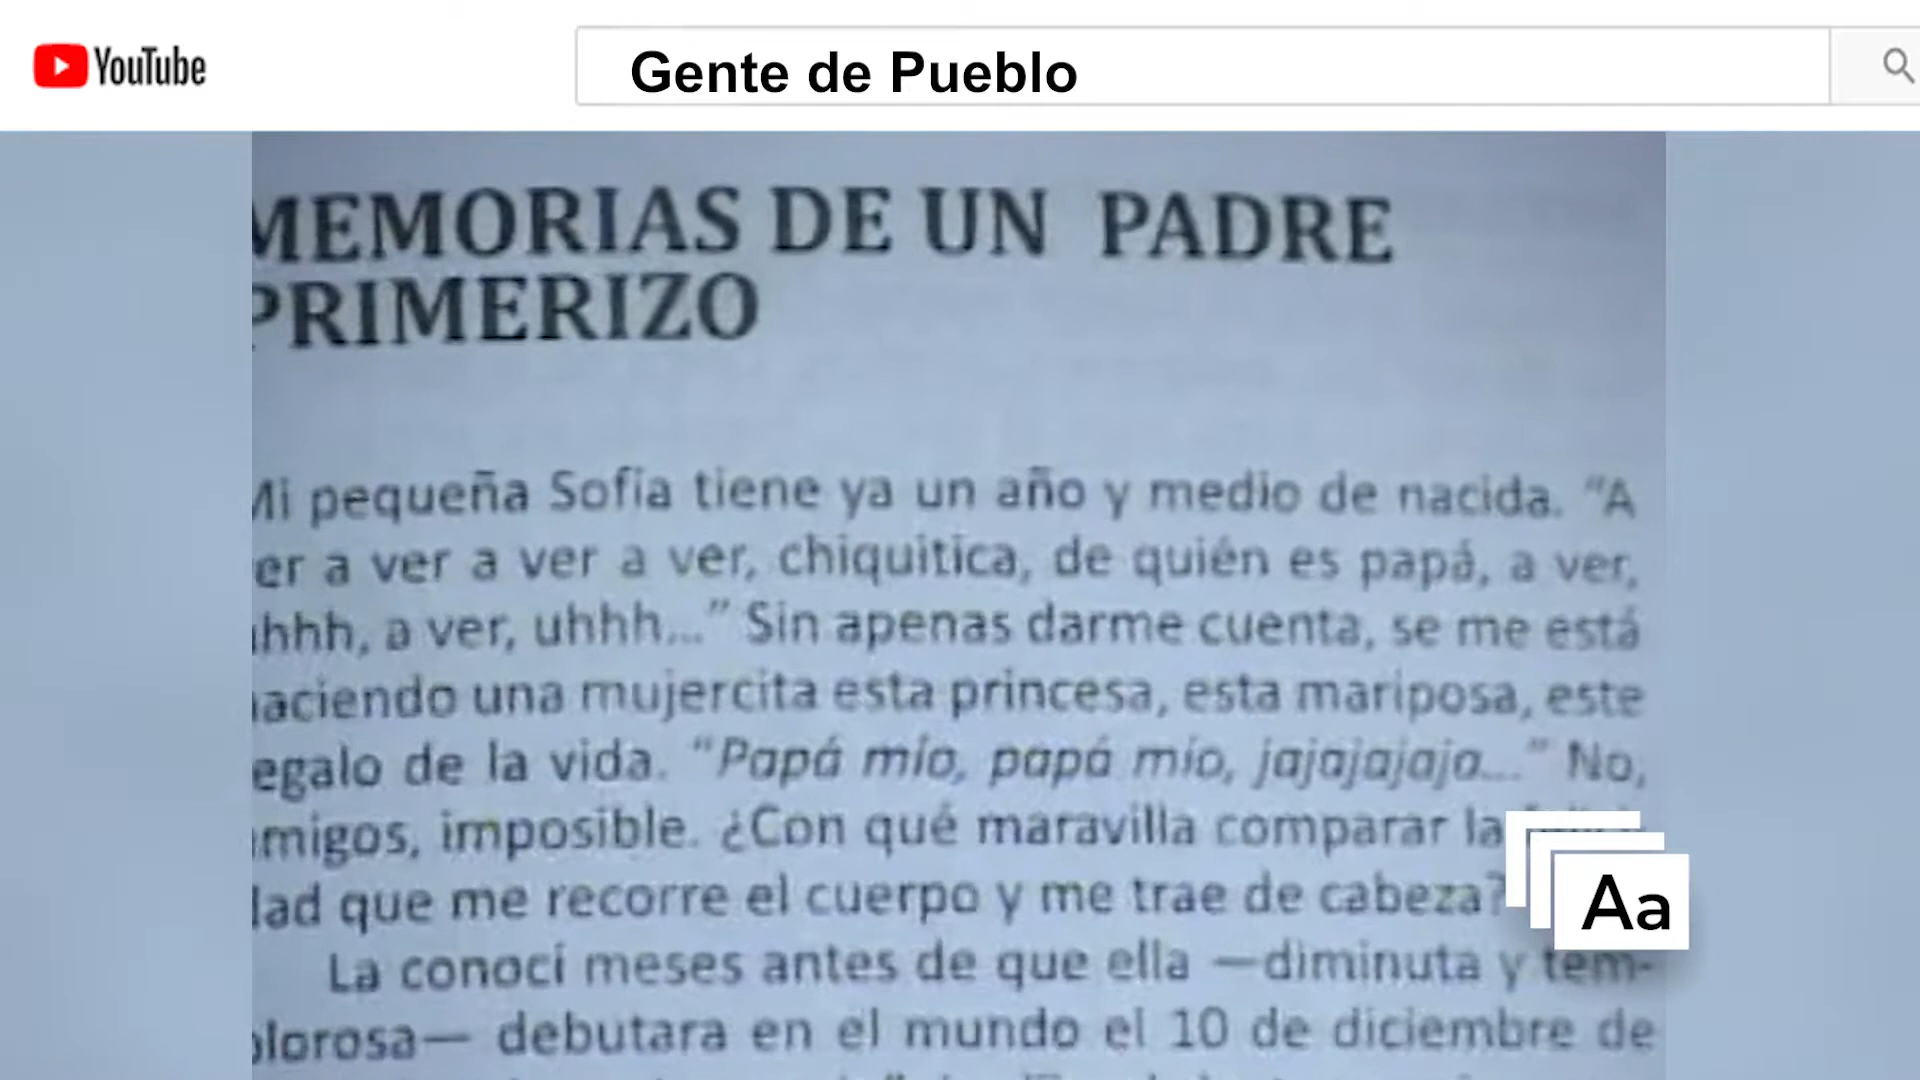 YouTube
Gente de Pueblo
MEMORIAS DE UN PADRE
PRIMERIZO
Mi pequeña Sofía tiene ya un año y medio de nacida. “A
er a ver a ver a ver, chiquitica, de quién es papá, a ver,
uhhh, a ver, uhhh...” Sin apenas darme cuenta, se me está
haciendo una mujercita esta princesa, esta mariposa, este
egalo de la vida. “Papá mío, papá mío, jajajajaja...” No,
amigos, imposible. ¿Con qué maravilla comparar la
dad que me recorre el cuerpo y me trae de cabeza?
Aa
La conocí meses antes de que ella —diminuta y tem-
blorosa— debutara en el mundo el 10 de diciembre de